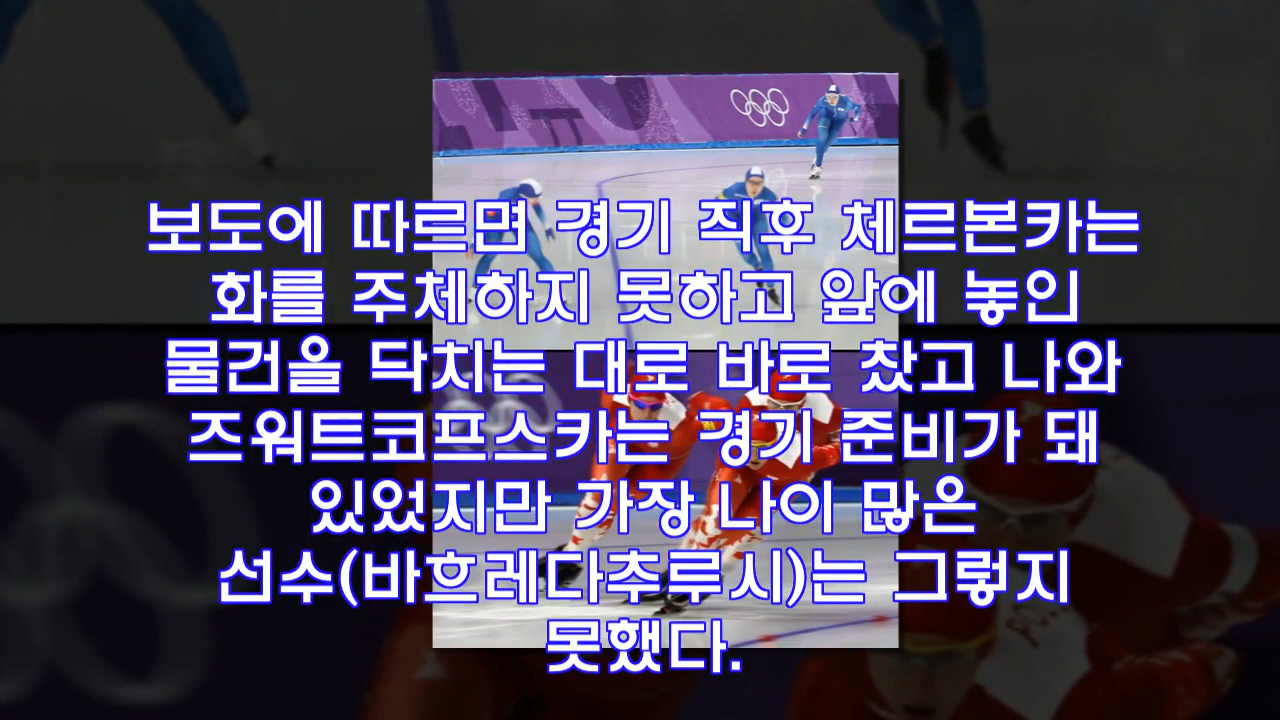 보도에 따르면 경기 직후 체르본카는
화를 주체하지 못하고 앞에 놓인
물건을 닥치는 대로 바로 찼고 나와
즈워트코프스카는 경기 준비가 돼
있었지만 가장 나이 많은
선수(바흐레다추루시)는 그렇지
못했다.